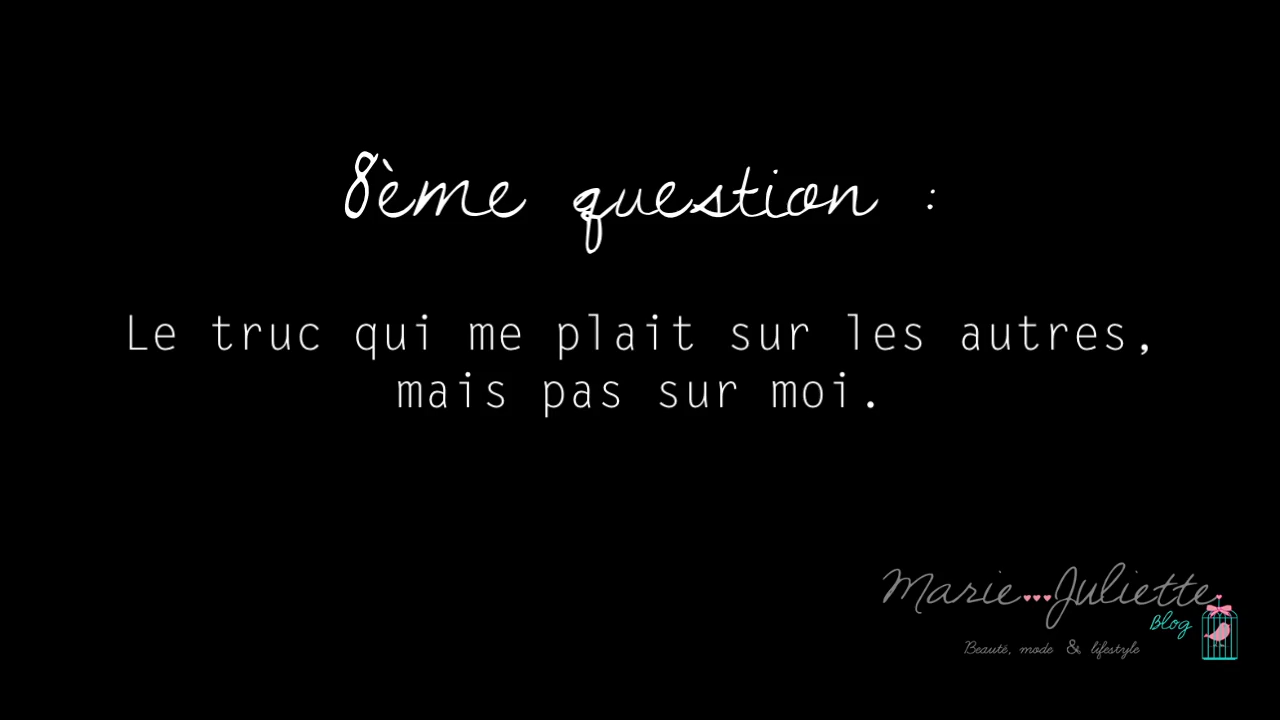 8ème question :
Le truc qui me plait sur les autres,
mais pas sur moi.
Marie Juliette
Blog
Beauté, mode & lifestyle